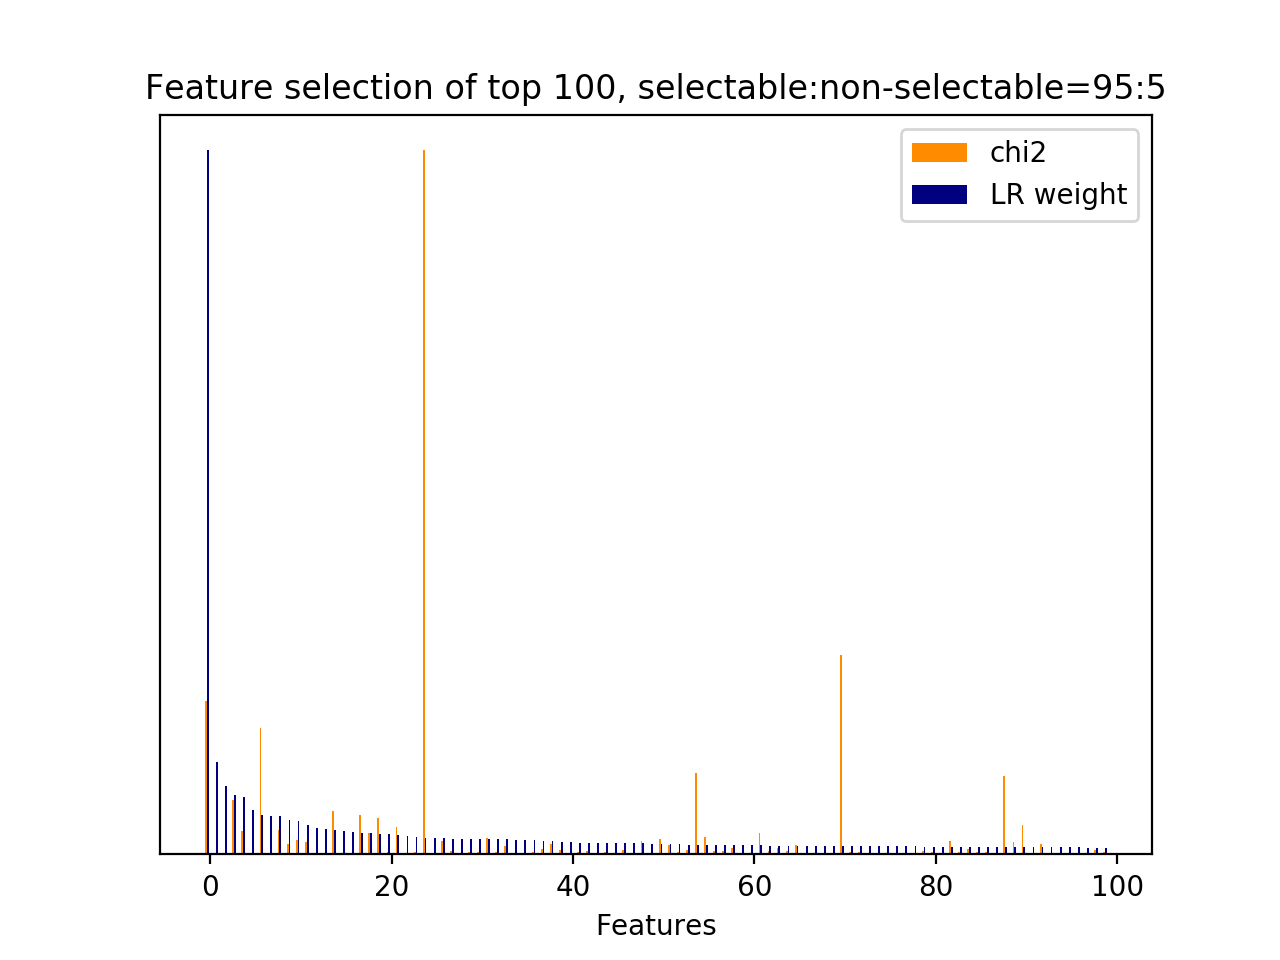 Feature selection of top 100, selectable:non-selectable=95:5
chi2
LR weight
0 20 40 60 80 100
Features